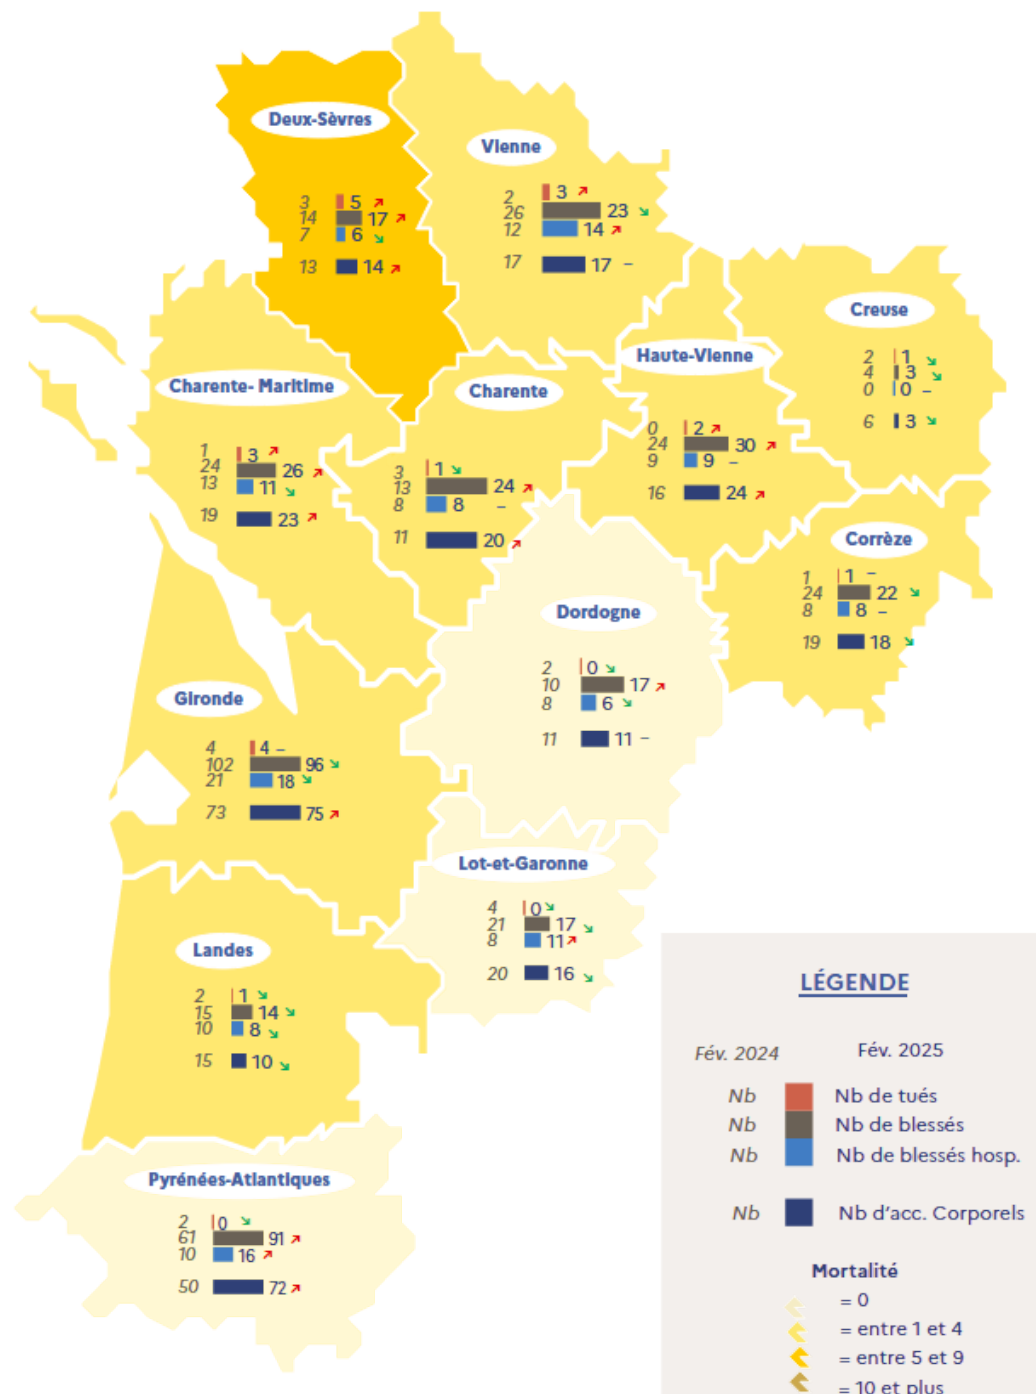 Deux-Sèvres
3 5
14 17
7 6
13 14
Vienne
2 3
26 23
12 14
17 17 –
Creuse
2 1
4 3
0 0 –
6 3
Haute-Vienne
0 2
24 30
9 9 –
16 24
Charente- Maritime
1 3
24 26
13 11
19 23
Charente
3 1
13 24
8 8 –
11 20
Corrèze
1 1 –
24 22
8 8 –
19 18
Dordogne
2 0
10 17
8 6
11 11 –
Gironde
4 4 –
102 96
21 18
73 75
Lot-et-Garonne
4 0
21 17
8 11
20 16
Landes
2 1
15 14
10 8
15 10
Pyrénées-Atlantiques
2 0
61 91
10 16
50 72
LÉGENDE
Fév. 2024 Fév. 2025
Nb Nb de tués
Nb Nb de blessés
Nb Nb de blessés hosp.
Nb Nb d'acc. Corporels
Mortalité
= 0
= entre 1 et 4
= entre 5 et 9
= 10 et plus